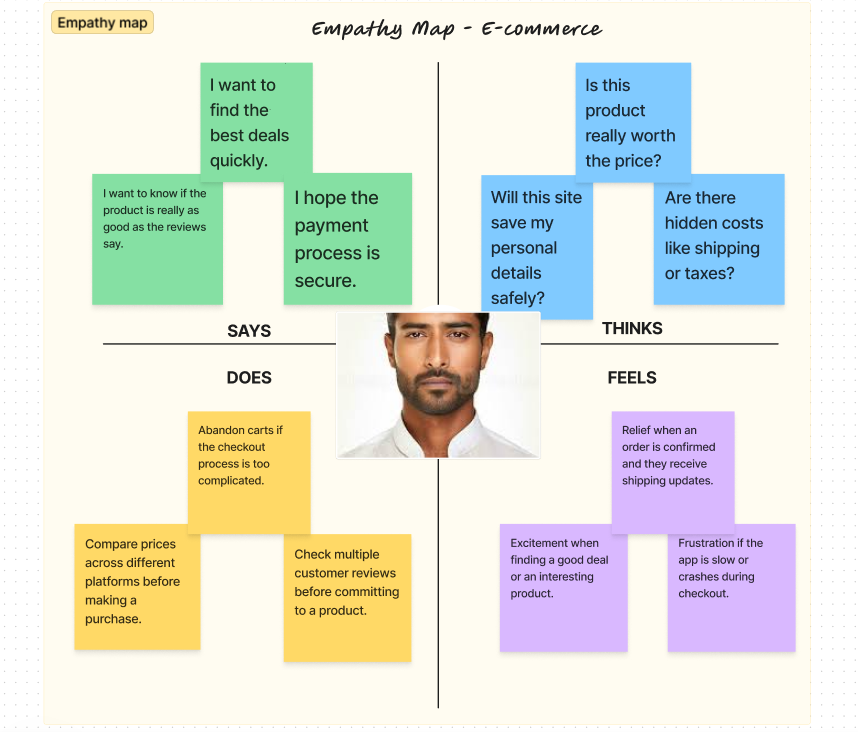 Empathy map
Empathy Map - E-commerce
I want to
find the
best deals
quickly.
I want to know if the
product is really as
good as the reviews
say.
I hope the
payment
process is
secure.
SAYS
Is this
product
really worth
the price?
Will this site
save my
personal
details
safely?
Are there
hidden costs
like shipping
or taxes?
THINKS
DOES
Abandon carts if
the checkout
process is too
complicated.
Compare prices
across different
platforms before
making a
purchase.
Check multiple
customer reviews
before committing
to a product.
FEELS
Relief when an
order is confirmed
and they receive
shipping updates.
Excitement when
finding a good deal
or an interesting
product.
Frustration if the
app is slow or
crashes during
checkout.